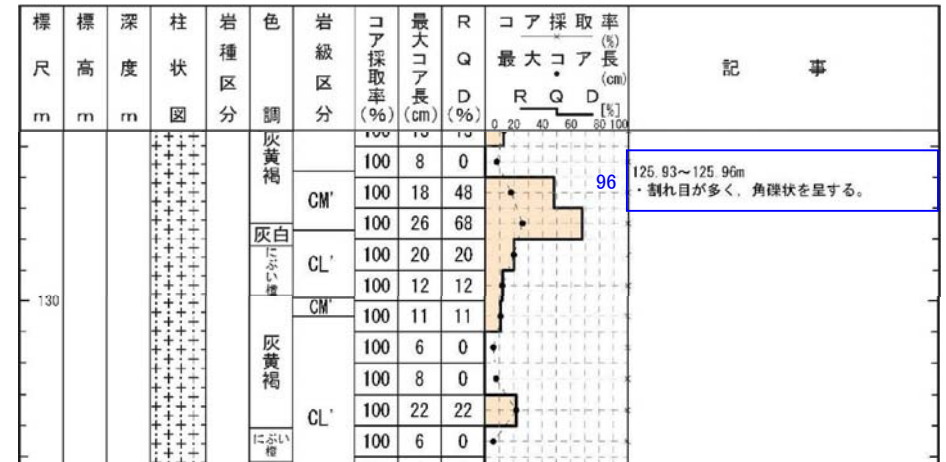 標尺m
標高m
深度m
柱状図
岩種区分
色調
岩級区分
コア採取率(%)
最大コア長(cm)
RQD(%)
コア採取率(%)
最大コア長(cm)
RQD[%]
0 20 40 60 80 100
記事
灰黄褐
100 8 0
96
125.93～125.96m
・割れ目が多く，角礫状を呈する。
CM' 100 18 48
100 26 68
灰白
にぶい橙
CL' 100 20 20
100 12 12
130
CM' 100 11 11
灰黄褐
100 6 0
100 8 0
CL' 100 22 22
にぶい橙
100 6 0